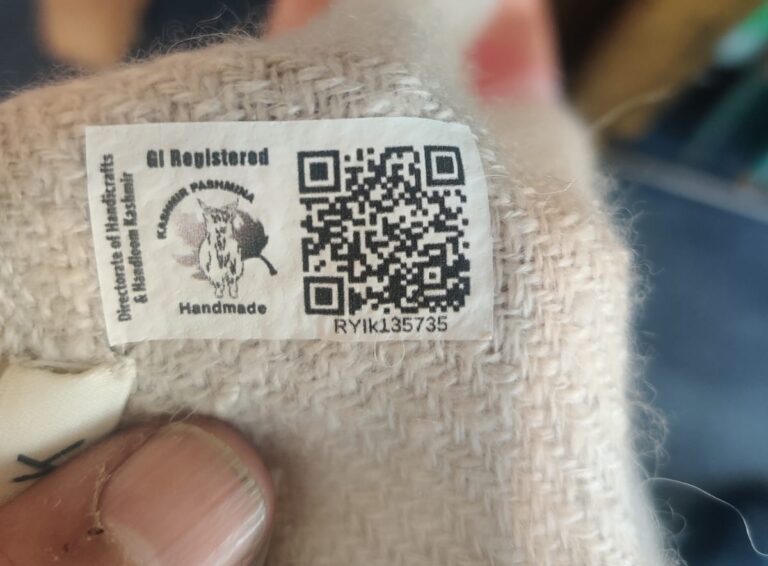 Directorate of Handicrafts
& Handloom Kashmir
GI Registered
KASHMIR PASHMINA
Handmade
RYIk135735
K